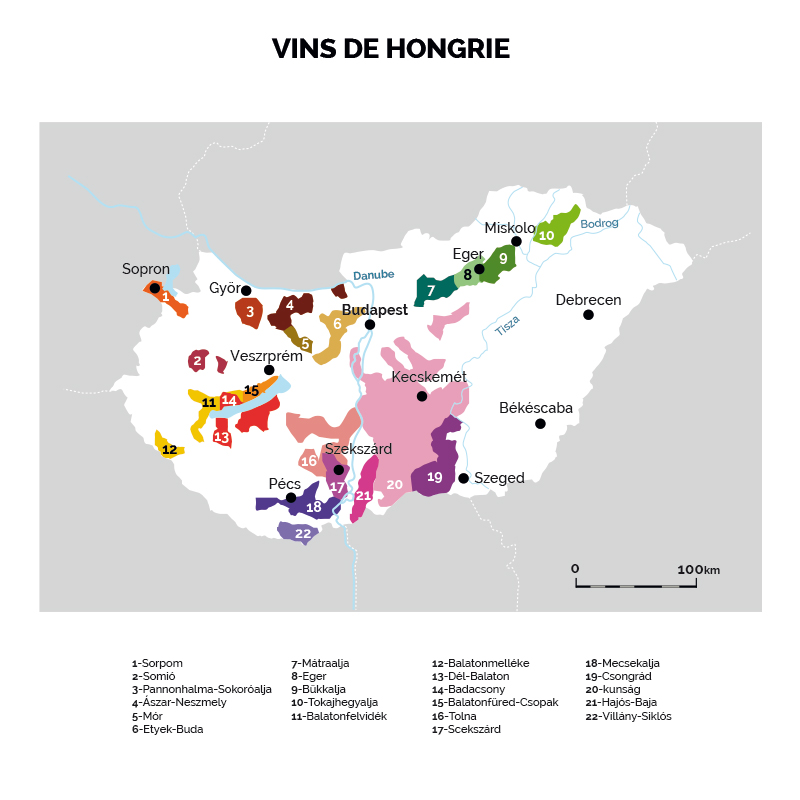 VINS DE HONGRIE
Miskolo
Bodrog
10
Eger
9
8
Sopron
Danube
1
Györ
7
4
3
Budapest
6
Debrecen
Tisza
5
Veszrprém
2
Kecskemét
15
11
14
Békéscaba
13
12
Szekszárd
16
Szeged
19
Pécs
17
20
21
18
22
0
100km
1-Sorpom
2-Somió
3-Pannonhalma-Sokoróalja
4-Ászar-Neszmely
5-Mór
6-Etyek-Buda
7-Mátraalja
8-Eger
9-Bükkalja
10-Tokajhegyalja
11-Balatonfelvidék
12-Balatonmelléke
13-Dél-Balaton
14-Badacsony
15-Balatonfüred-Csopak
16-Tolna
17-Scekszárd
18-Mecsekalja
19-Csongrád
20-kunság
21-Hajós-Baja
22-Villány-Siklós